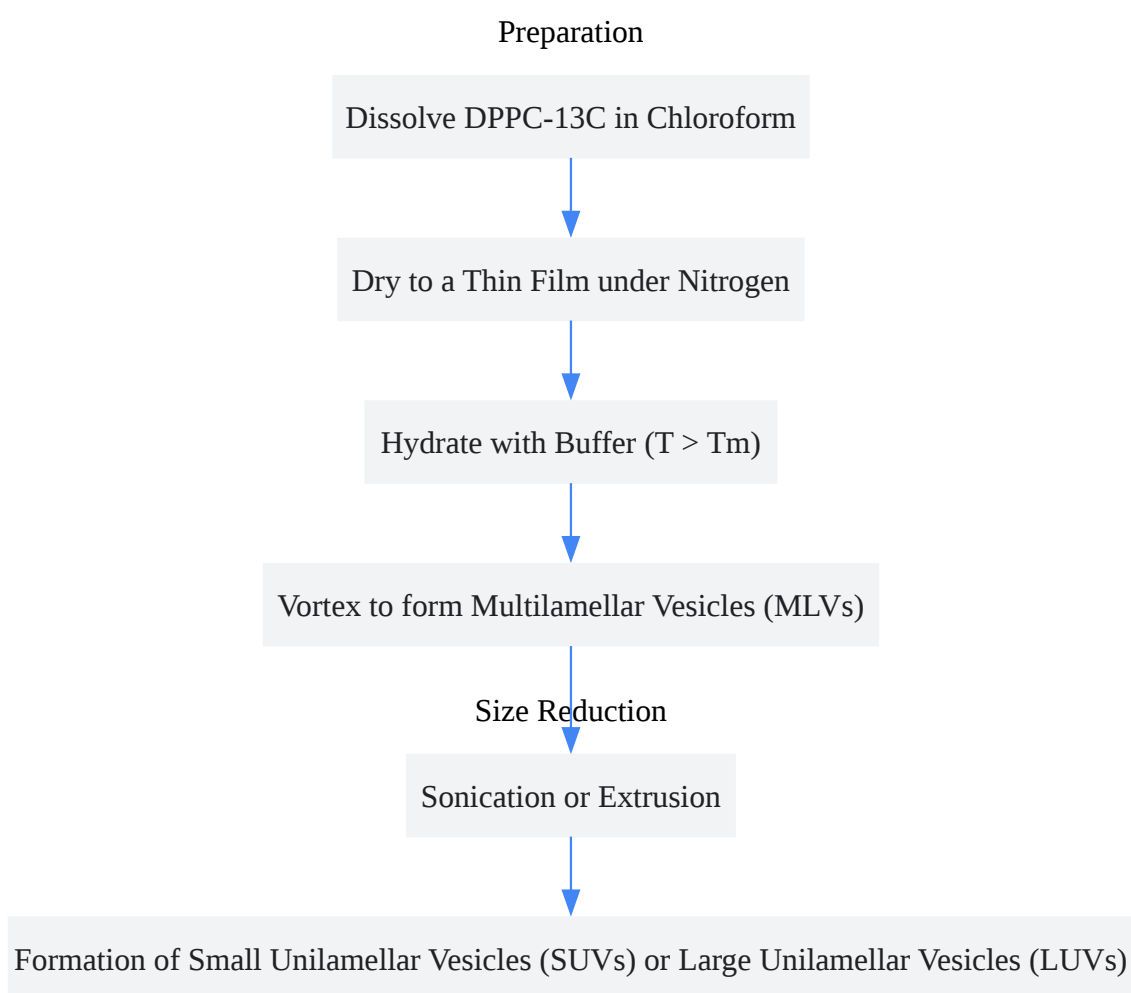 Preparation
Dissolve DPPC-13C in Chloroform
Dry to a Thin Film under Nitrogen
Hydrate with Buffer (T > Tm)
Vortex to form Multilamellar Vesicles (MLVs)
Size Reduction
Sonication or Extrusion
Formation of Small Unilamellar Vesicles (SUVs) or Large Unilamellar Vesicles (LUVs)